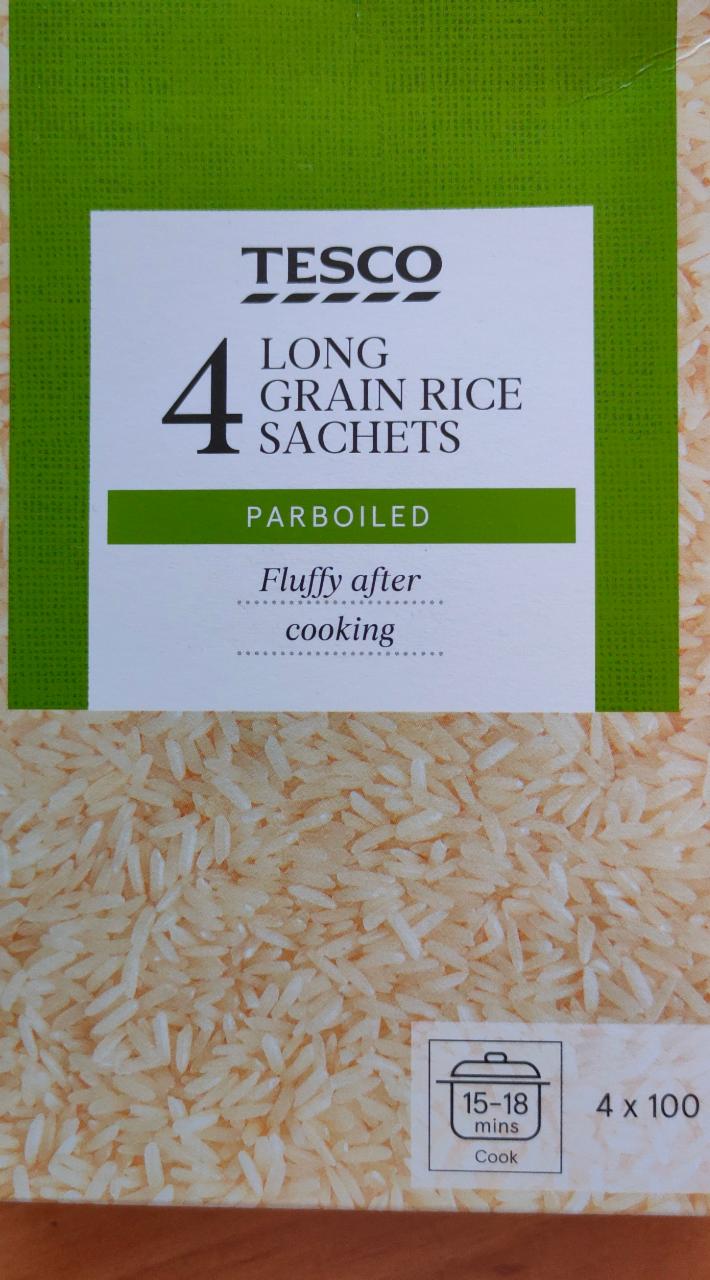 TESCO
4 LONG
GRAIN RICE
SACHETS
PARBOILED
Fluffy after
cooking
15-18
mins
Cook
4 x 100